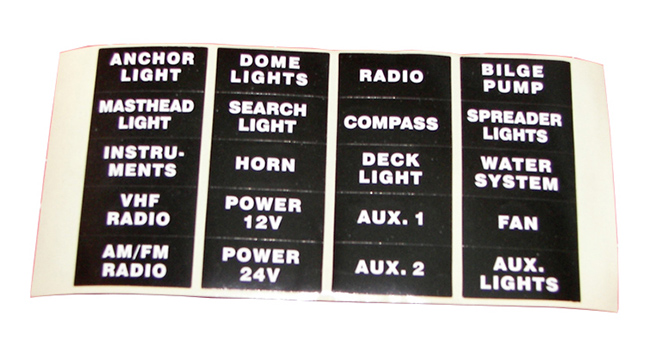 ANCHOR
LIGHT
MASTHEAD
LIGHT
INSTRU-
MENTS
VHF
RADIO
AM/FM
RADIO
DOME
LIGHTS
SEARCH
LIGHT
HORN
POWER
12V
POWER
24V
RADIO
COMPASS
DECK
LIGHT
AUX. 1
AUX. 2
BILGE
PUMP
SPREADER
LIGHTS
WATER
SYSTEM
FAN
AUX.
LIGHTS